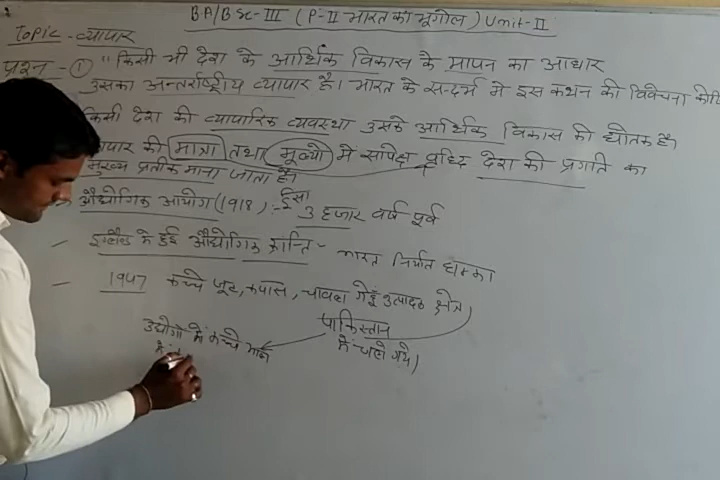 BA/BSC-III (P-II भारत का भूगोल) Unit-II
Topic - व्यापार
प्रश्न - ① "किसी भी देश के आर्थिक विकास के मापन का आधार
उसका अन्तर्राष्ट्रीय व्यापार है। भारत के सन्दर्भ में इस कथन की विवेचना
किसी देश की व्यापारिक व्यवस्था उसके आर्थिक विकास की द्योतक है।
व्यापार की मात्रा तथा मूल्यों में सापेक्ष वृध्दि देश की प्रगति का
मुख्य प्रतीक माना जाता है।
औद्योगिक आयोग (1918) :- ईसा 3 हजार वर्ष पूर्व
- इंग्लैंड में हुई औद्योगिक क्रान्ति - भारत निर्यात धक्का
- 1947 कच्चे जूट, कपास, चावल गेहूं उत्पादक क्षेत्र
पाकिस्तान में चले गये)
उद्योगों में कच्चे माल
में